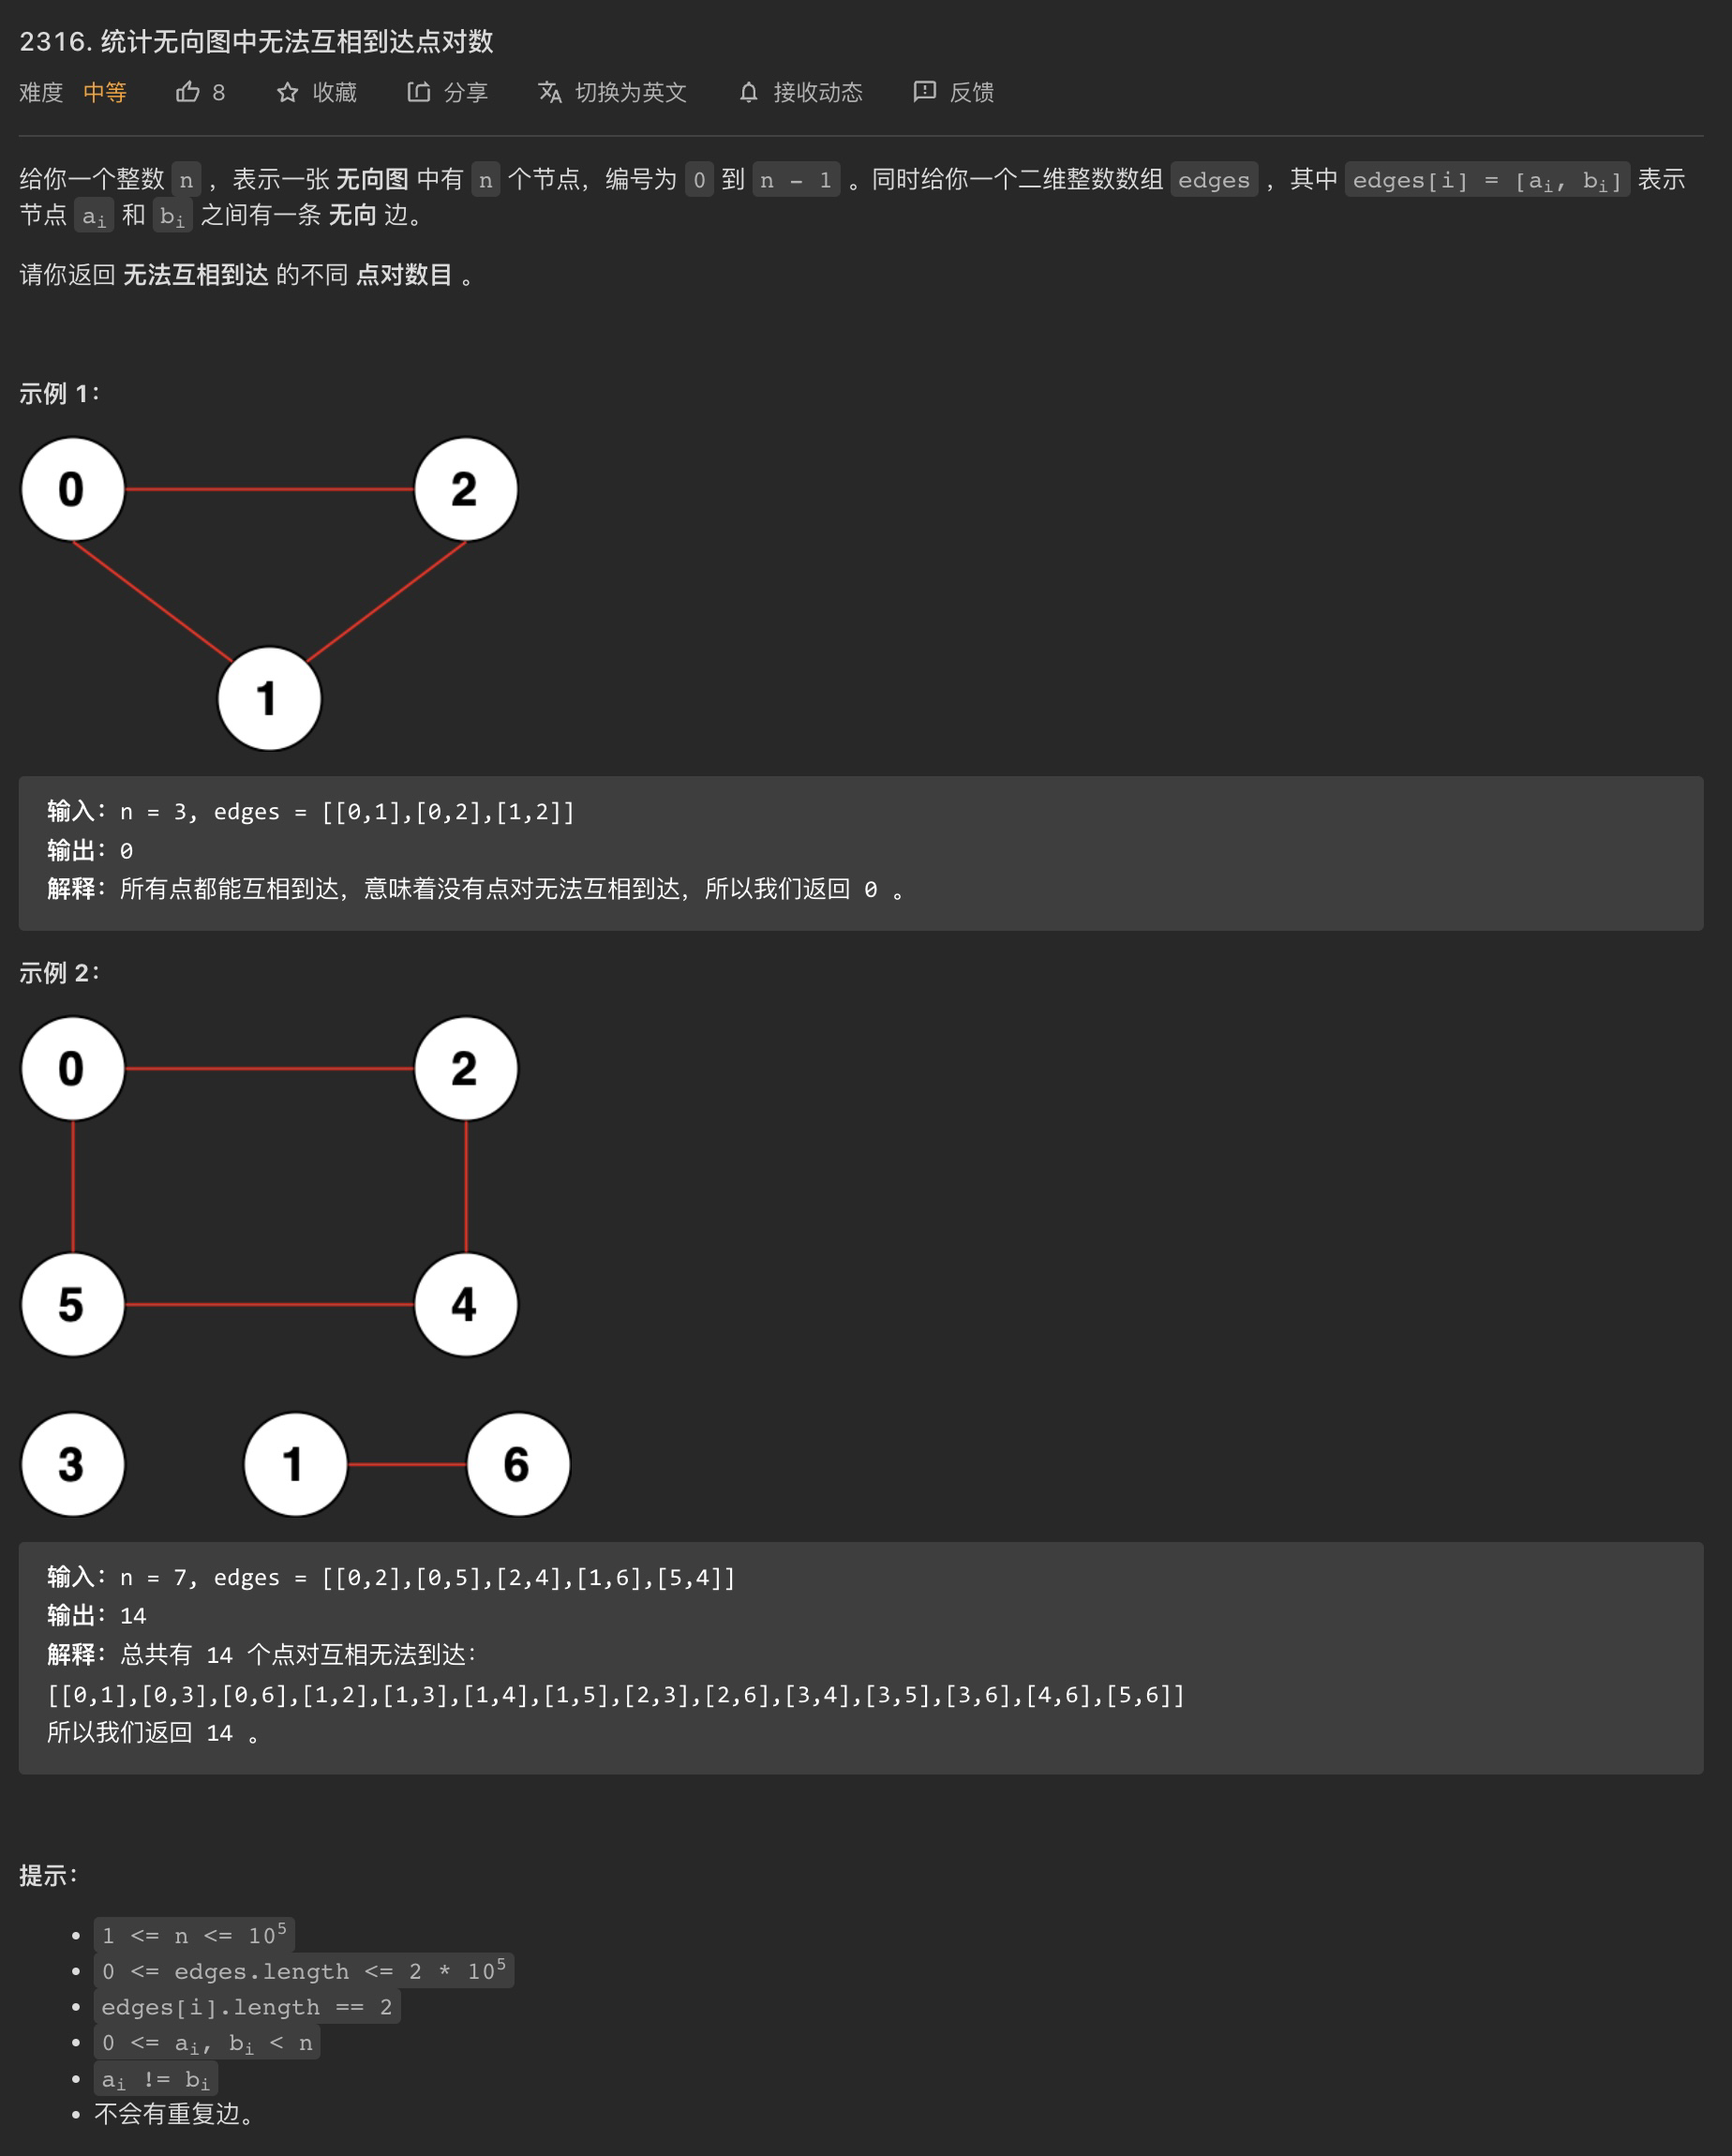 2316. 统计无向图中无法互相到达点对数
难度 中等 8 收藏 分享 切换为英文 接收动态 反馈
给你一个整数 n ，表示一张 无向图 中有 n 个节点，编号为 0 到 n - 1 。同时给你一个二维整数数组 edges ，其中 edges[i] = [ai, bi] 表示
节点 ai 和 bi 之间有一条 无向 边。
请你返回 无法互相到达 的不同 点对数目 。
示例 1：
0 2
1
输入：n = 3, edges = [[0,1],[0,2],[1,2]]
输出：0
解释：所有点都能互相到达，意味着没有点对无法互相到达，所以我们返回 0 。
示例 2：
0 2
5 4
3 1 6
输入：n = 7, edges = [[0,2],[0,5],[2,4],[1,6],[5,4]]
输出：14
解释：总共有 14 个点对互相无法到达：
[[0,1],[0,3],[0,6],[1,2],[1,3],[1,4],[1,5],[2,3],[2,6],[3,4],[3,5],[3,6],[4,6],[5,6]]
所以我们返回 14 。
提示：
1 <= n <= 10⁵
0 <= edges.length <= 2 * 10⁵
edges[i].length == 2
0 <= ai, bi < n
ai != bi
不会有重复边。